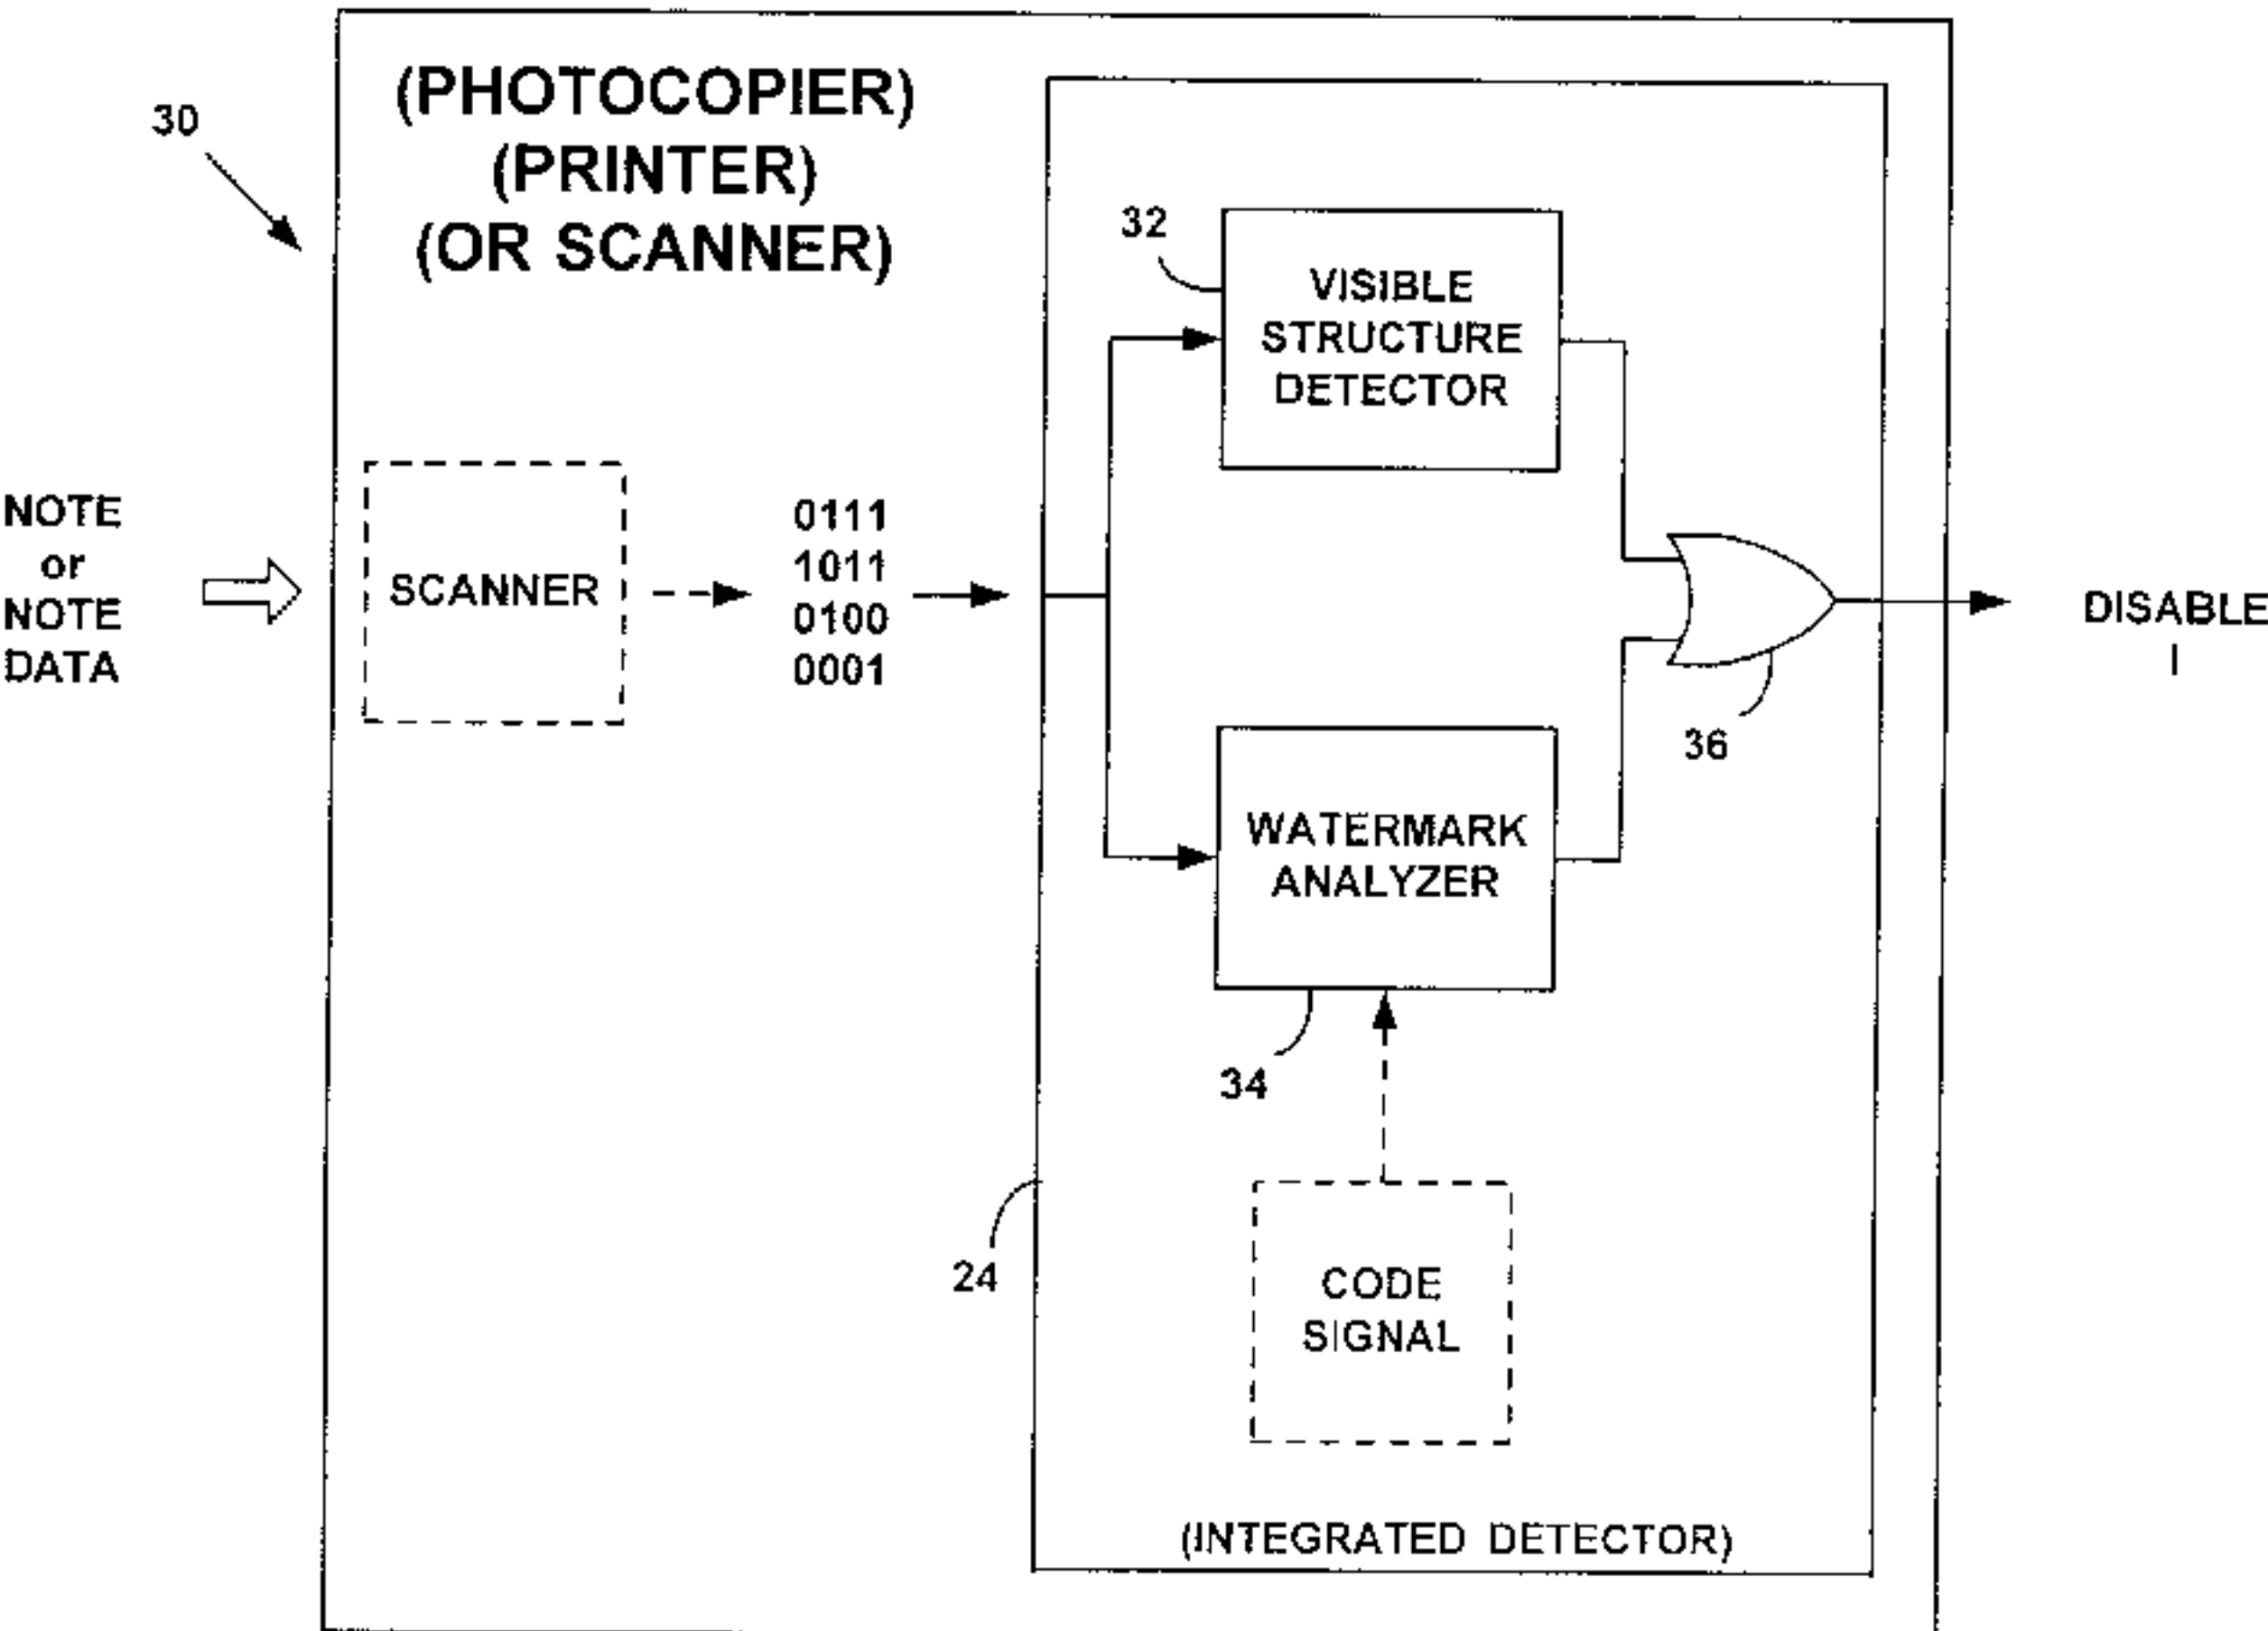 30
(PHOTOCOPIER)
(PRINTER)
(OR SCANNER)
NOTE
or
NOTE
DATA
SCANNER
0111
1011
0100
0001
32
VISIBLE
STRUCTURE
DETECTOR
36
DISABLE
WATERMARK
ANALYZER
34
24
CODE
SIGNAL
(INTEGRATED DETECTOR)